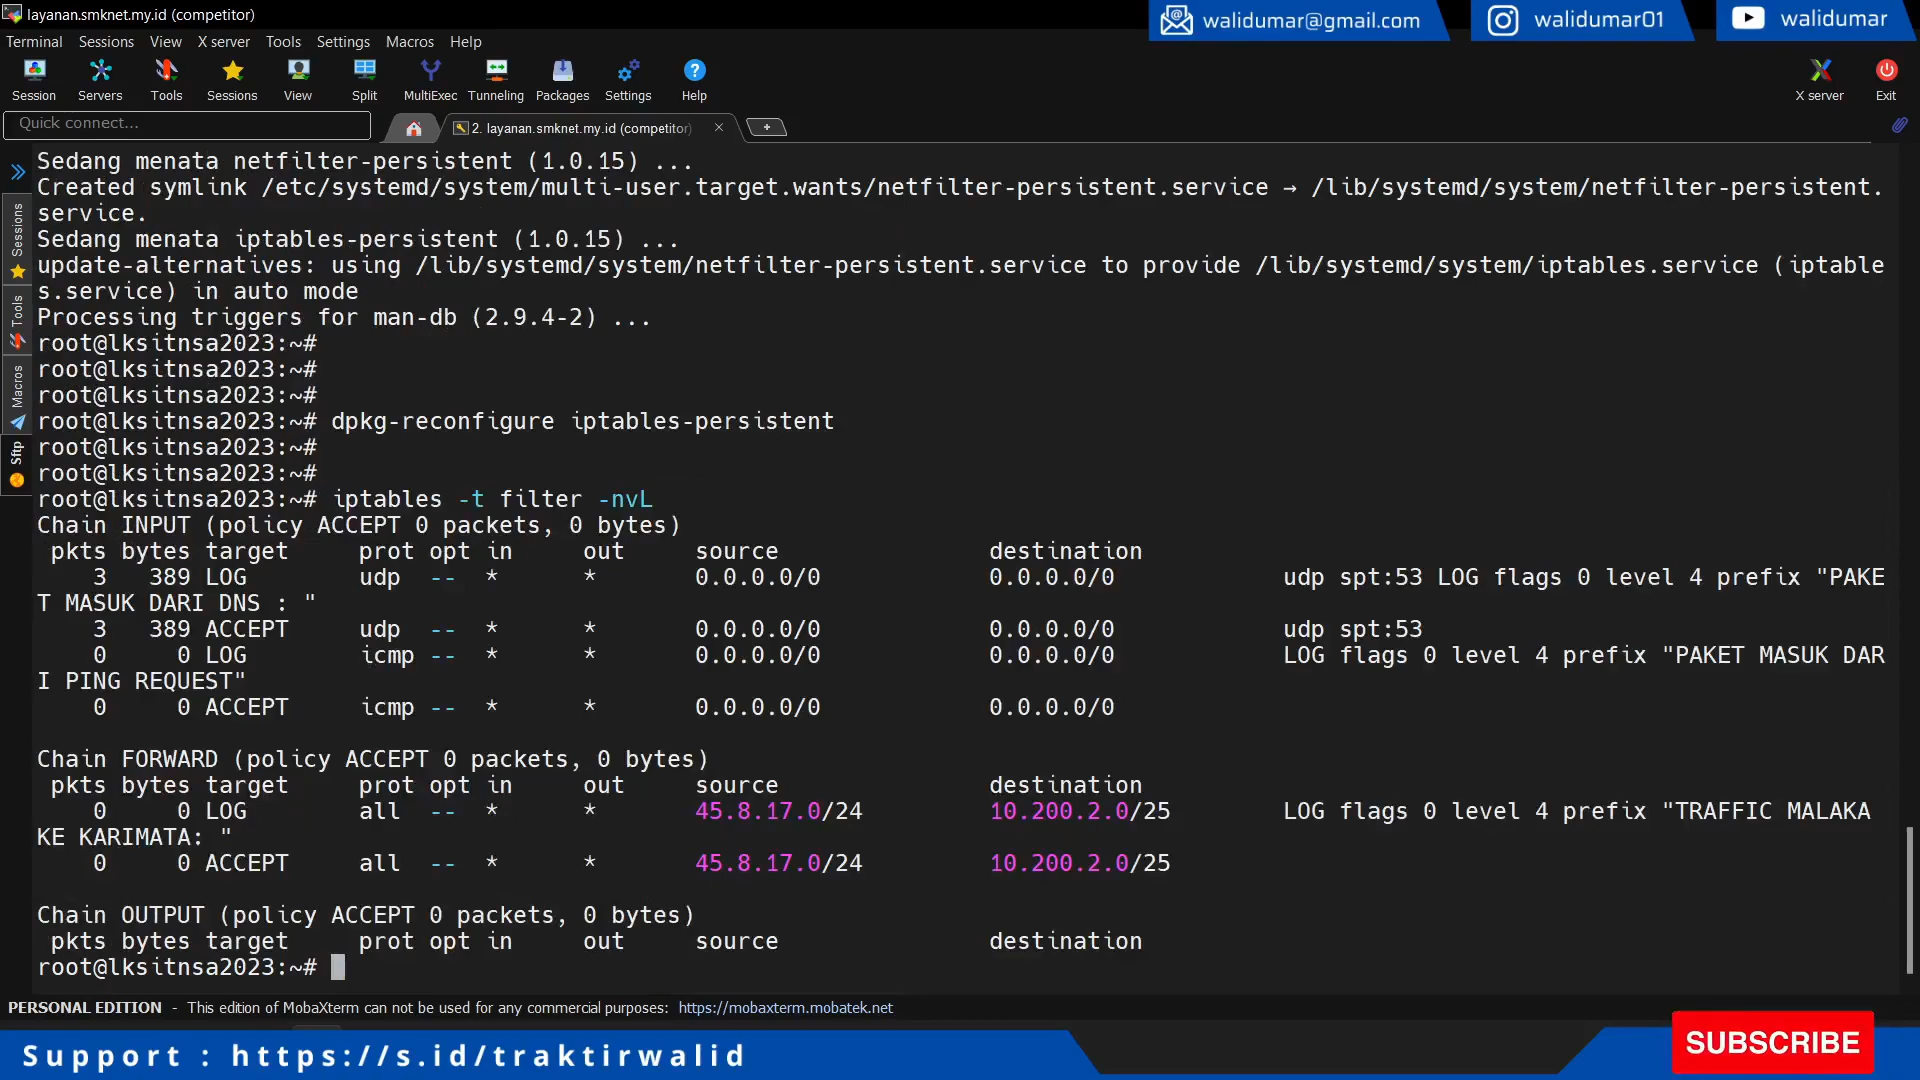 layanan.smknet.my.id (competitor)
walidumar@gmail.com
walidumar01
walidumar
Terminal Sessions View X server Tools Settings Macros Help
Session Servers Tools Sessions View Split MultiExec Tunneling Packages Settings Help X server Exit
Quick connect...
2. layanan.smknet.my.id (competitor)
Sessions
Tools
Macros
Sftp
Sedang menata netfilter-persistent (1.0.15) ...
Created symlink /etc/systemd/system/multi-user.target.wants/netfilter-persistent.service → /lib/systemd/system/netfilter-persistent.
service.
Sedang menata iptables-persistent (1.0.15) ...
update-alternatives: using /lib/systemd/system/netfilter-persistent.service to provide /lib/systemd/system/iptables.service (iptable
s.service) in auto mode
Processing triggers for man-db (2.9.4-2) ...
root@lksitnsa2023:~#
root@lksitnsa2023:~#
root@lksitnsa2023:~#
root@lksitnsa2023:~# dpkg-reconfigure iptables-persistent
root@lksitnsa2023:~#
root@lksitnsa2023:~#
root@lksitnsa2023:~# iptables -t filter -nvL
Chain INPUT (policy ACCEPT 0 packets, 0 bytes)
pkts bytes target prot opt in out source destination
3 389 LOG udp -- * * 0.0.0.0/0 0.0.0.0/0 udp spt:53 LOG flags 0 level 4 prefix "PAKE
T MASUK DARI DNS : "
3 389 ACCEPT udp -- * * 0.0.0.0/0 0.0.0.0/0 udp spt:53
0 0 LOG icmp -- * * 0.0.0.0/0 0.0.0.0/0 LOG flags 0 level 4 prefix "PAKET MASUK DAR
I PING REQUEST"
0 0 ACCEPT icmp -- * * 0.0.0.0/0 0.0.0.0/0
Chain FORWARD (policy ACCEPT 0 packets, 0 bytes)
pkts bytes target prot opt in out source destination
0 0 LOG all -- * * 45.8.17.0/24 10.200.2.0/25 LOG flags 0 level 4 prefix "TRAFFIC MALAKA
KE KARIMATA: "
0 0 ACCEPT all -- * * 45.8.17.0/24 10.200.2.0/25
Chain OUTPUT (policy ACCEPT 0 packets, 0 bytes)
pkts bytes target prot opt in out source destination
root@lksitnsa2023:~#
PERSONAL EDITION - This edition of MobaXterm can not be used for any commercial purposes: https://mobaxterm.mobatek.net
Support : https://s.id/traktirwalid
SUBSCRIBE